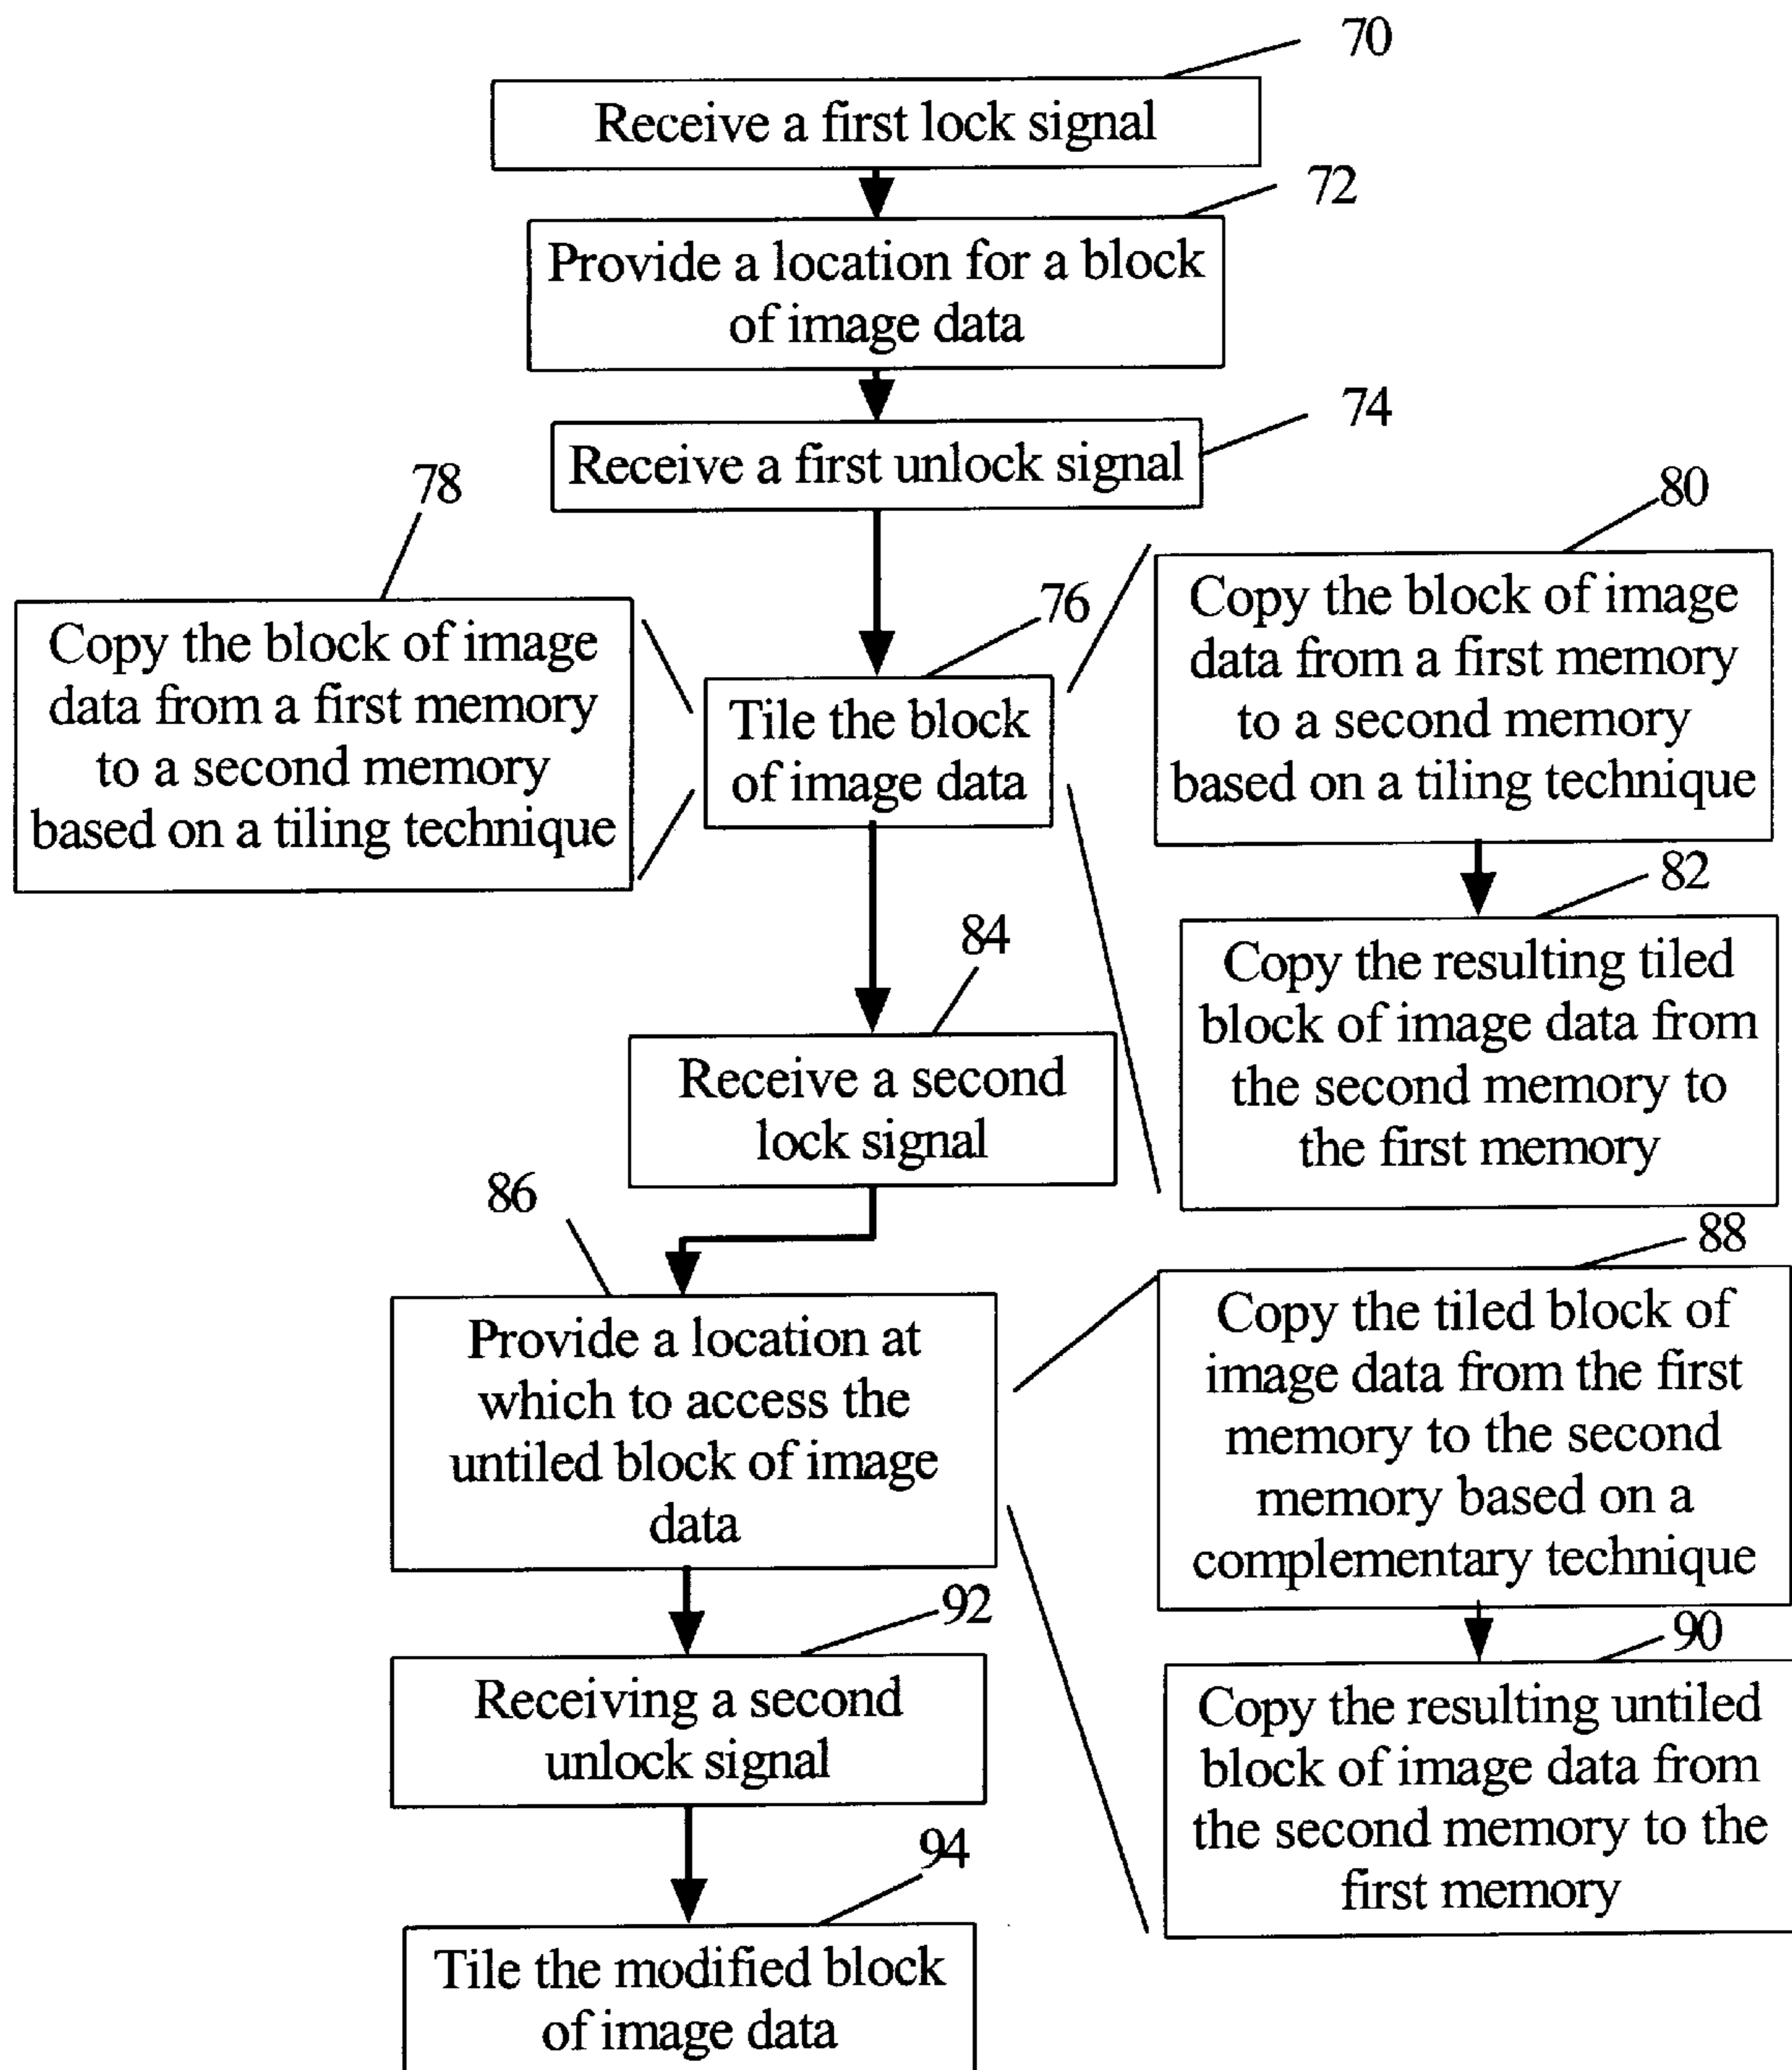 70
Receive a first lock signal
72
Provide a location for a block
of image data
74
Receive a first unlock signal
78
Copy the block of image
data from a first memory
to a second memory
based on a tiling technique
76
Tile the block
of image data
80
Copy the block of image
data from a first memory
to a second memory
based on a tiling technique
82
Copy the resulting tiled
block of image data from
the second memory to
the first memory
84
Receive a second
lock signal
86
Provide a location at
which to access the
untiled block of image
data
88
Copy the tiled block of
image data from the first
memory to the second
memory based on a
complementary technique
90
Copy the resulting untiled
block of image data from
the second memory to the
first memory
92
Receiving a second
unlock signal
94
Tile the modified block
of image data